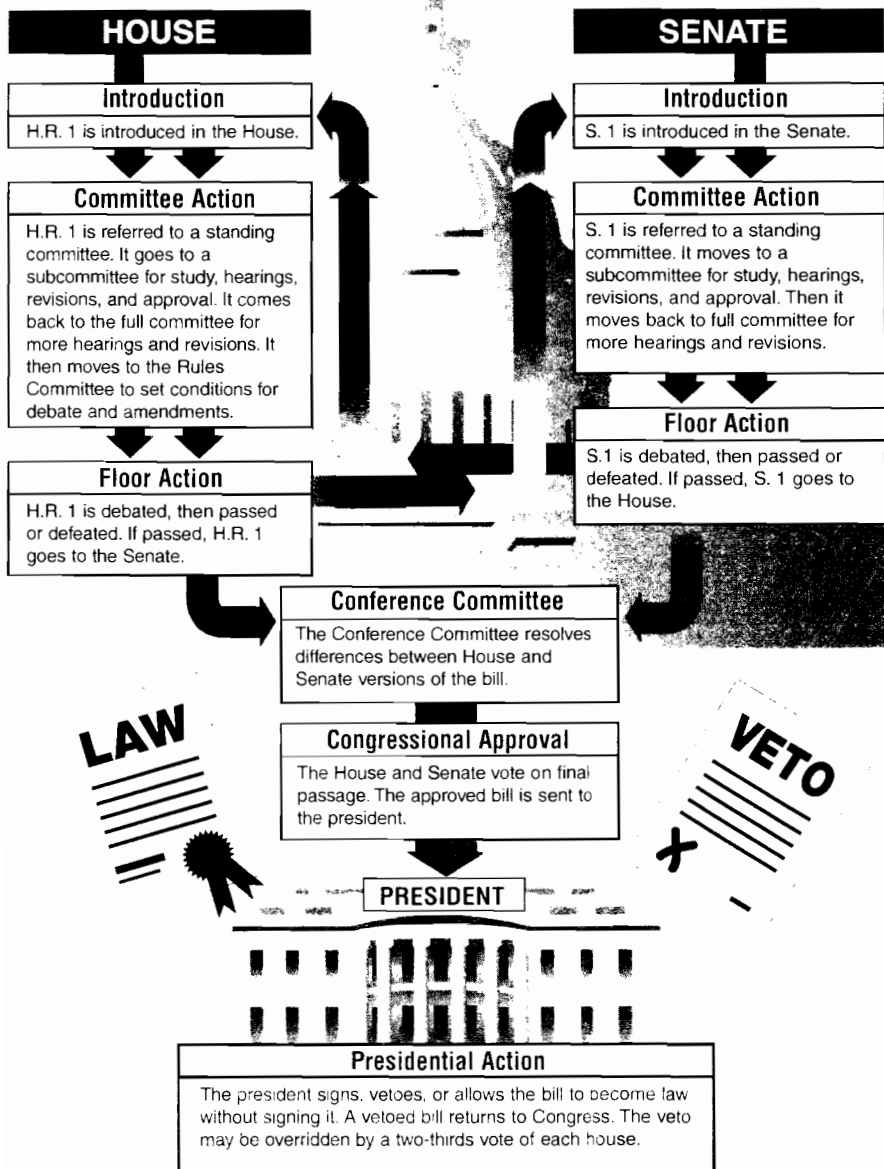 HOUSE
Introduction
H.R. 1 is introduced in the House.
Committee Action
H.R. 1 is referred to a standing
committee. It goes to a
subcommittee for study, hearings,
revisions, and approval. It comes
back to the full committee for
more hearings and revisions. It
then moves to the Rules
Committee to set conditions for
debate and amendments.
Floor Action
H.R. 1 is debated, then passed
or defeated. If passed, H.R. 1
goes to the Senate.
SENATE
Introduction
S. 1 is introduced in the Senate.
Committee Action
S. 1 is referred to a standing
committee. It moves to a
subcommittee for study, hearings,
revisions, and approval. Then it
moves back to full committee for
more hearings and revisions.
Floor Action
S.1 is debated, then passed or
defeated. If passed, S. 1 goes to
the House.
Conference Committee
The Conference Committee resolves
differences between House and
Senate versions of the bill.
LAW
Congressional Approval
The House and Senate vote on final
passage. The approved bill is sent to
the president.
VETO
PRESIDENT
Presidential Action
The president signs, vetoes, or allows the bill to become law
without signing it. A vetoed bill returns to Congress. The veto
may be overridden by a two-thirds vote of each house.